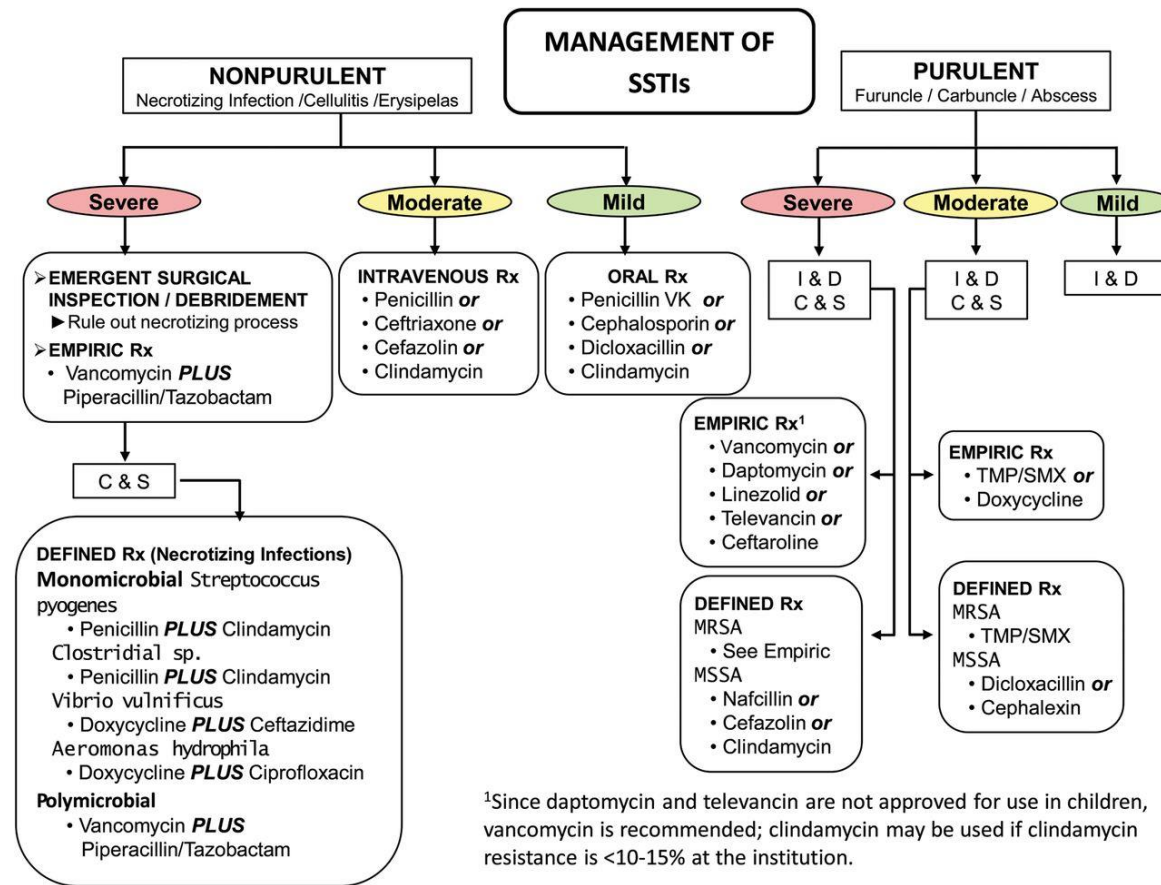 MANAGEMENT OF
SSTIs
NONPURULENT
Necrotizing Infection /Cellulitis /Erysipelas
Severe
Moderate
Mild
➢EMERGENT SURGICAL
INSPECTION / DEBRIDEMENT
►Rule out necrotizing process
➢EMPIRIC Rx
• Vancomycin PLUS
Piperacillin/Tazobactam
INTRAVENOUS Rx
• Penicillin or
• Ceftriaxone or
• Cefazolin or
• Clindamycin
ORAL Rx
• Penicillin VK or
• Cephalosporin or
• Dicloxacillin or
• Clindamycin
C & S
DEFINED Rx (Necrotizing Infections)
Monomicrobial Streptococcus
pyogenes
• Penicillin PLUS Clindamycin
Clostridial sp.
• Penicillin PLUS Clindamycin
Vibrio vulnificus
• Doxycycline PLUS Ceftazidime
Aeromonas hydrophila
• Doxycycline PLUS Ciprofloxacin
Polymicrobial
• Vancomycin PLUS
Piperacillin/Tazobactam
PURULENT
Furuncle / Carbuncle / Abscess
Severe
Moderate
Mild
I & D
C & S
I & D
C & S
I & D
EMPIRIC Rx¹
• Vancomycin or
• Daptomycin or
• Linezolid or
• Televancin or
• Ceftaroline
EMPIRIC Rx
• TMP/SMX or
• Doxycycline
DEFINED Rx
MRSA
• See Empiric
MSSA
• Nafcillin or
• Cefazolin or
• Clindamycin
DEFINED Rx
MRSA
• TMP/SMX
MSSA
• Dicloxacillin or
• Cephalexin
¹Since daptomycin and televancin are not approved for use in children,
vancomycin is recommended; clindamycin may be used if clindamycin
resistance is <10-15% at the institution.